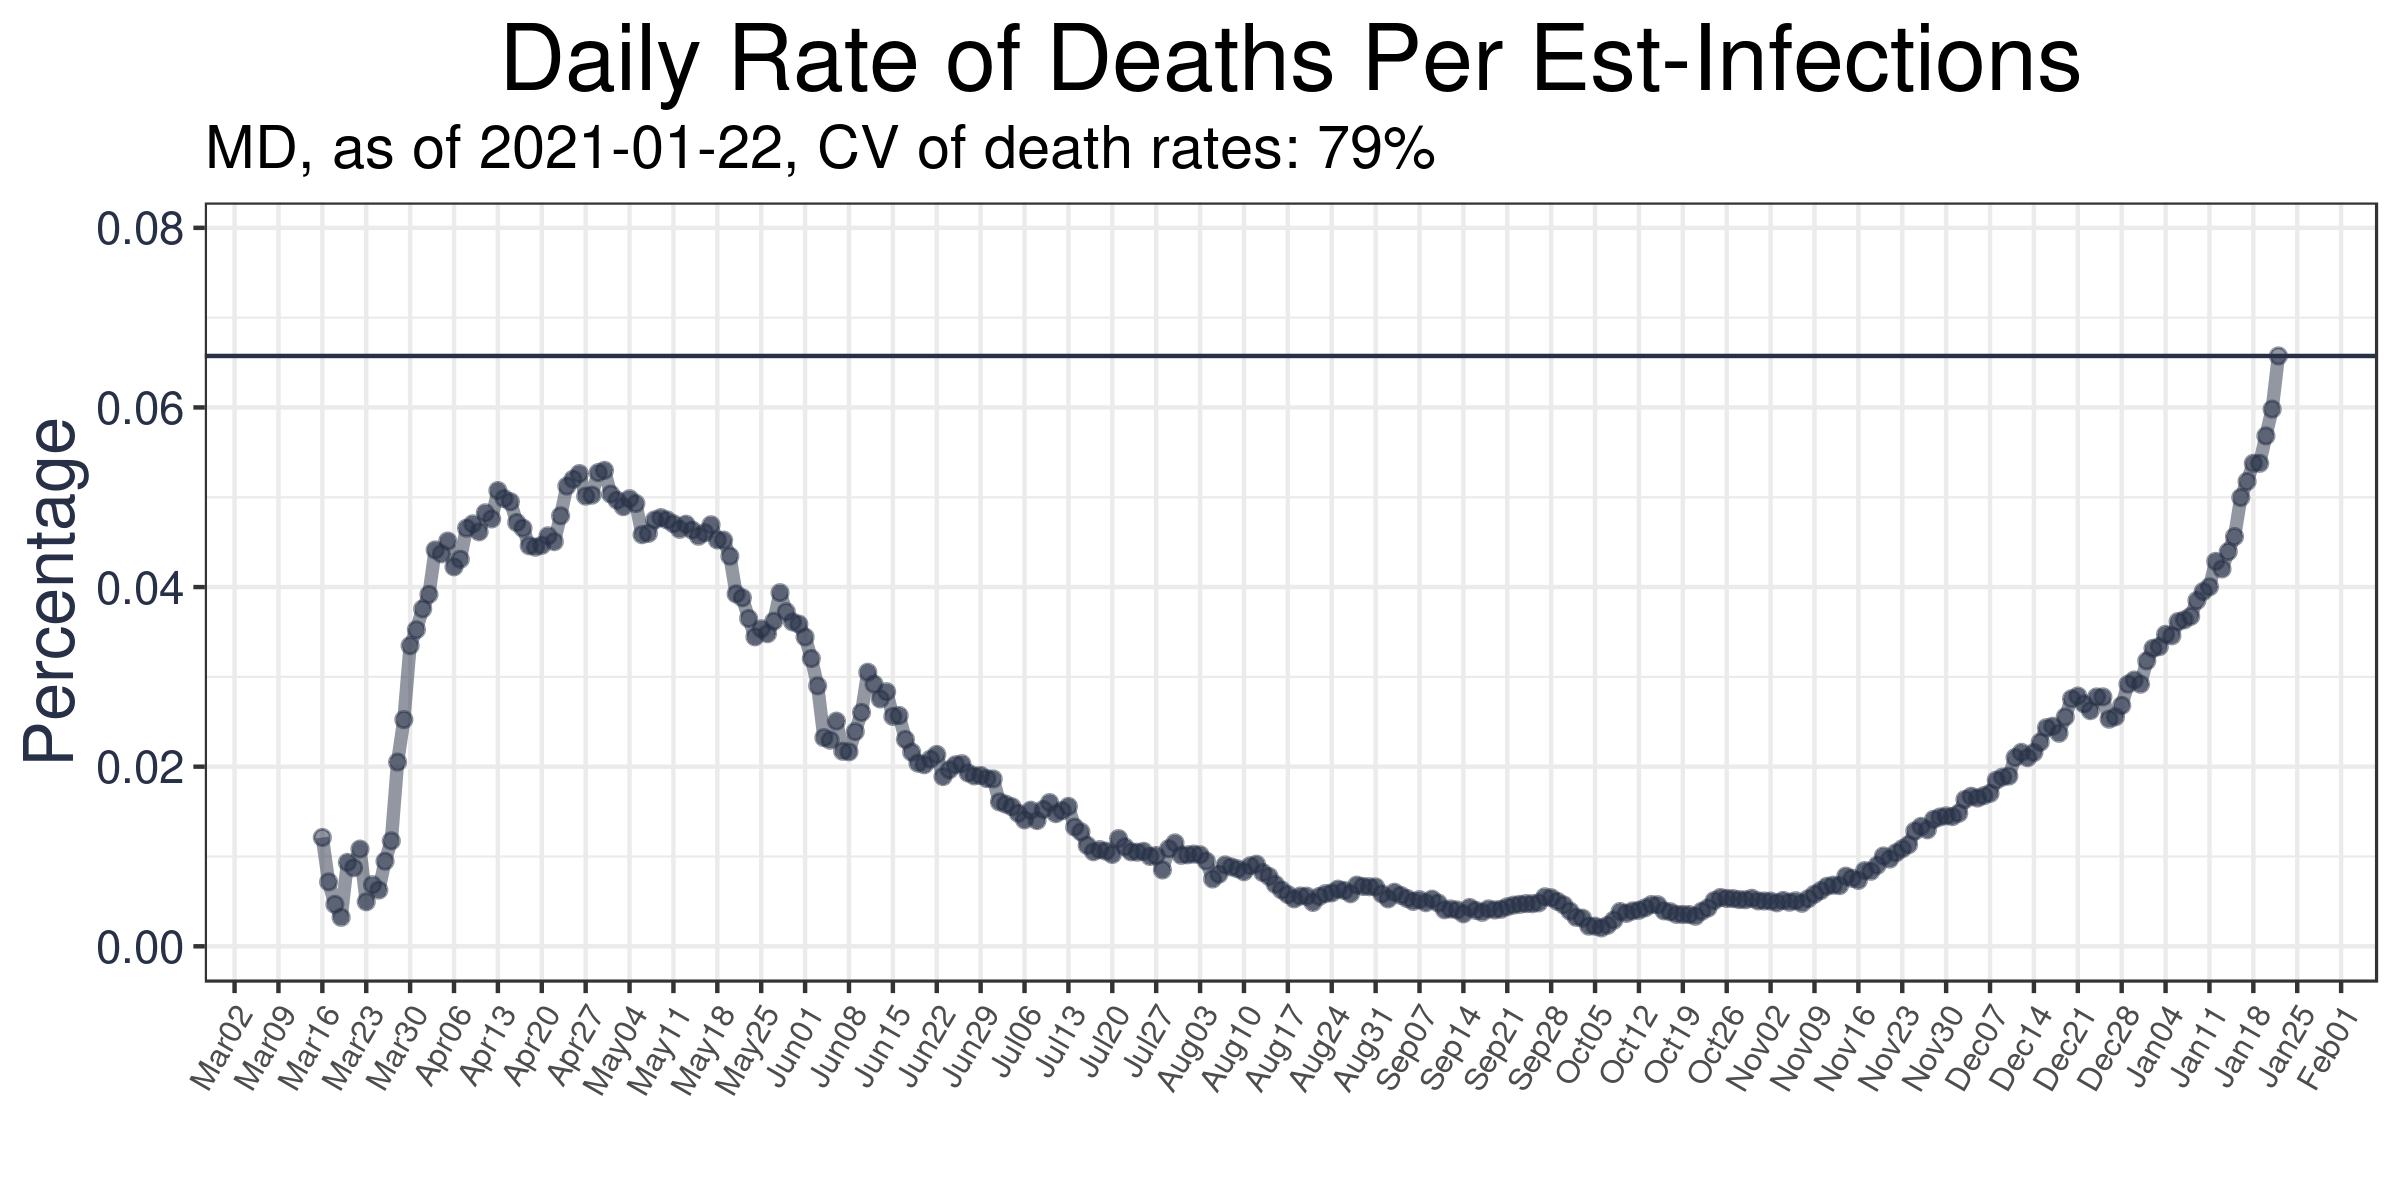 Daily Rate of Deaths Per Est-Infections
MD, as of 2021-01-22, CV of death rates: 79%
Percentage
0.08
0.06
0.04
0.02
0.00
Mar02
Mar09
Mar16
Mar23
Mar30
Apr06
Apr13
Apr20
Apr27
May04
May11
May18
May25
Jun01
Jun08
Jun15
Jun22
Jun29
Jul06
Jul13
Jul20
Jul27
Aug03
Aug10
Aug17
Aug24
Aug31
Sep07
Sep14
Sep21
Sep28
Oct05
Oct12
Oct19
Oct26
Nov02
Nov09
Nov16
Nov23
Nov30
Dec07
Dec14
Dec21
Dec28
Jan04
Jan11
Jan18
Jan25
Feb01